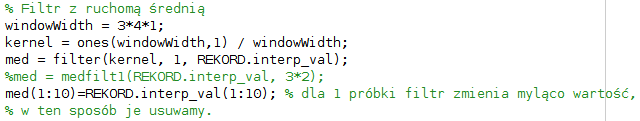 % Filtr z ruchomą średnią
windowWidth = 3*4*1;
kernel = ones(windowWidth,1) / windowWidth;
med = filter(kernel, 1, REKORD.interp_val);
%med = medfilt1(REKORD.interp_val, 3*2);
med(1:10)=REKORD.interp_val(1:10); % dla 1 próbki filtr zmienia myląco wartość,
% w ten sposób je usuwamy.